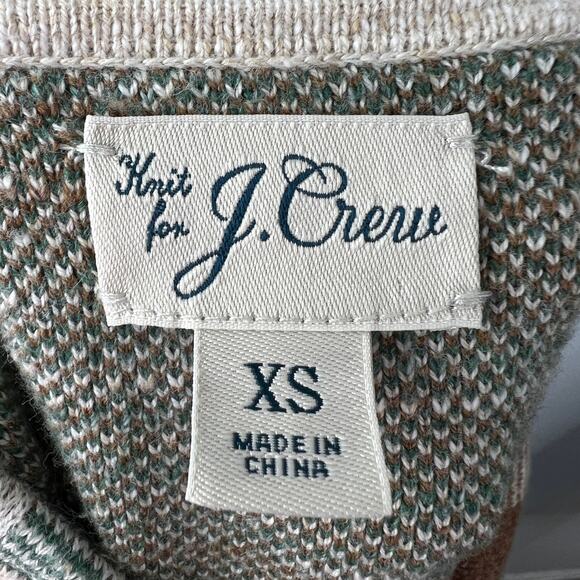 Knit for J.Crew
XS
MADE IN
CHINA